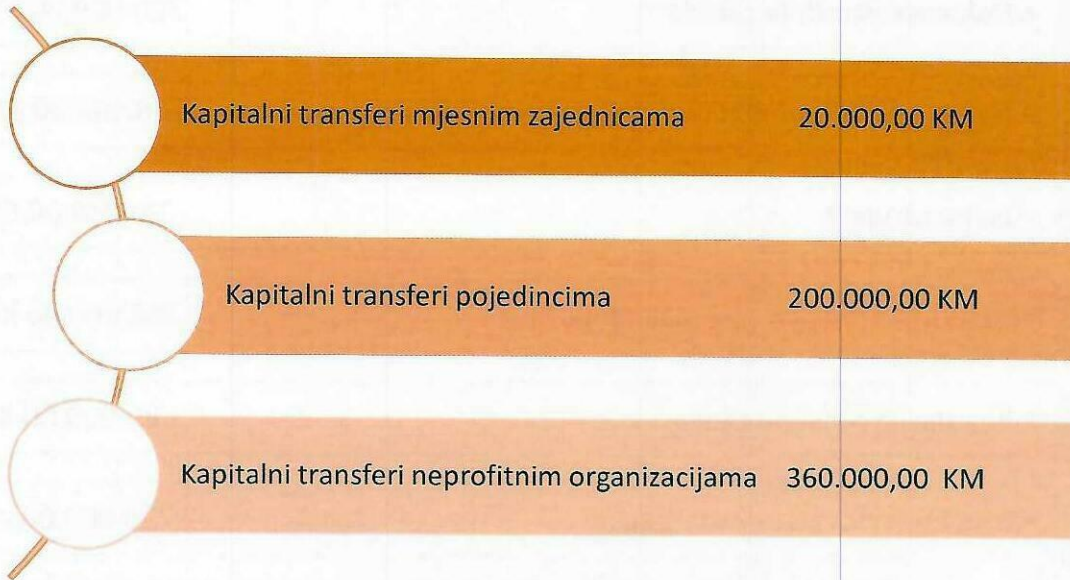 Kapitalni transferi mjesnim zajednicama 20.000,00 KM
Kapitalni transferi pojedincima 200.000,00 KM
Kapitalni transferi neprofitnim organizacijama 360.000,00 KM